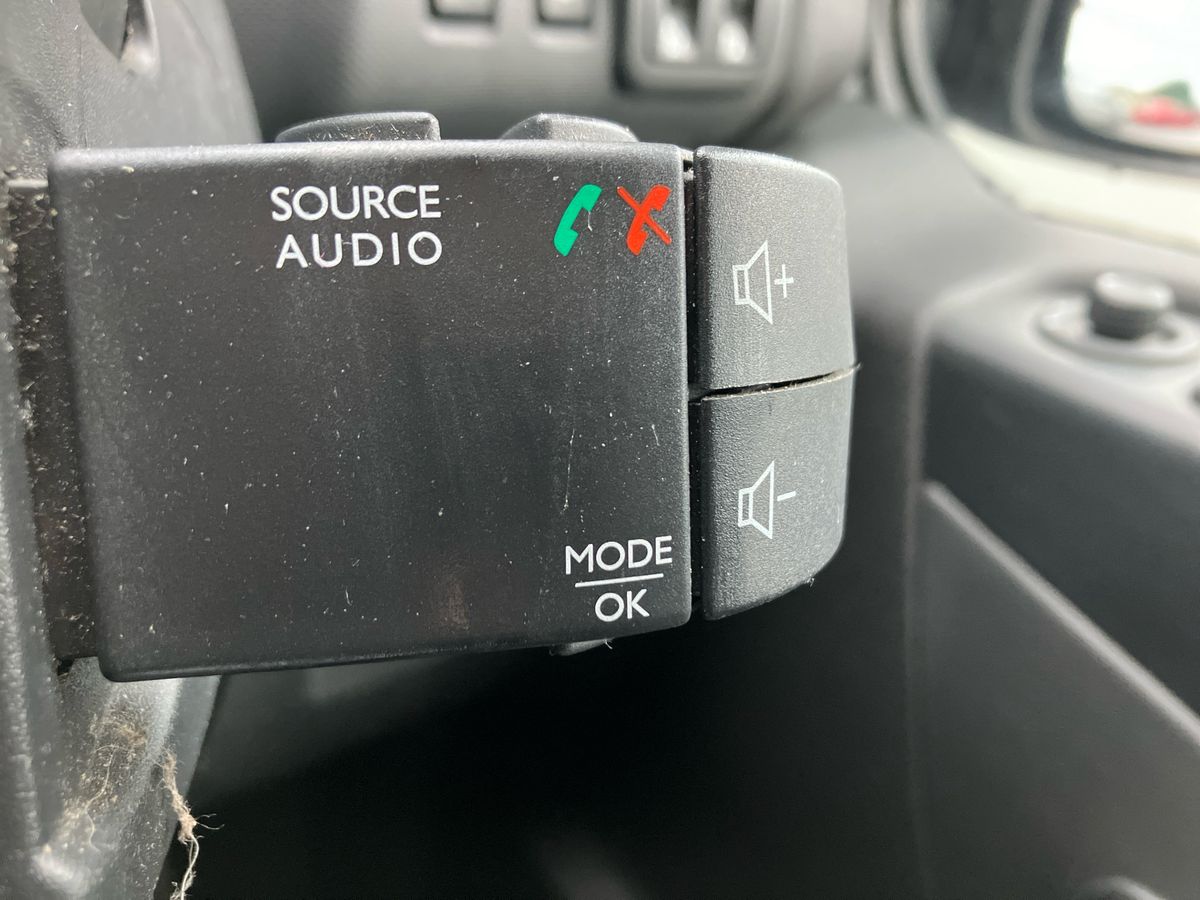 SOURCE
AUDIO
+
-
MODE
OK